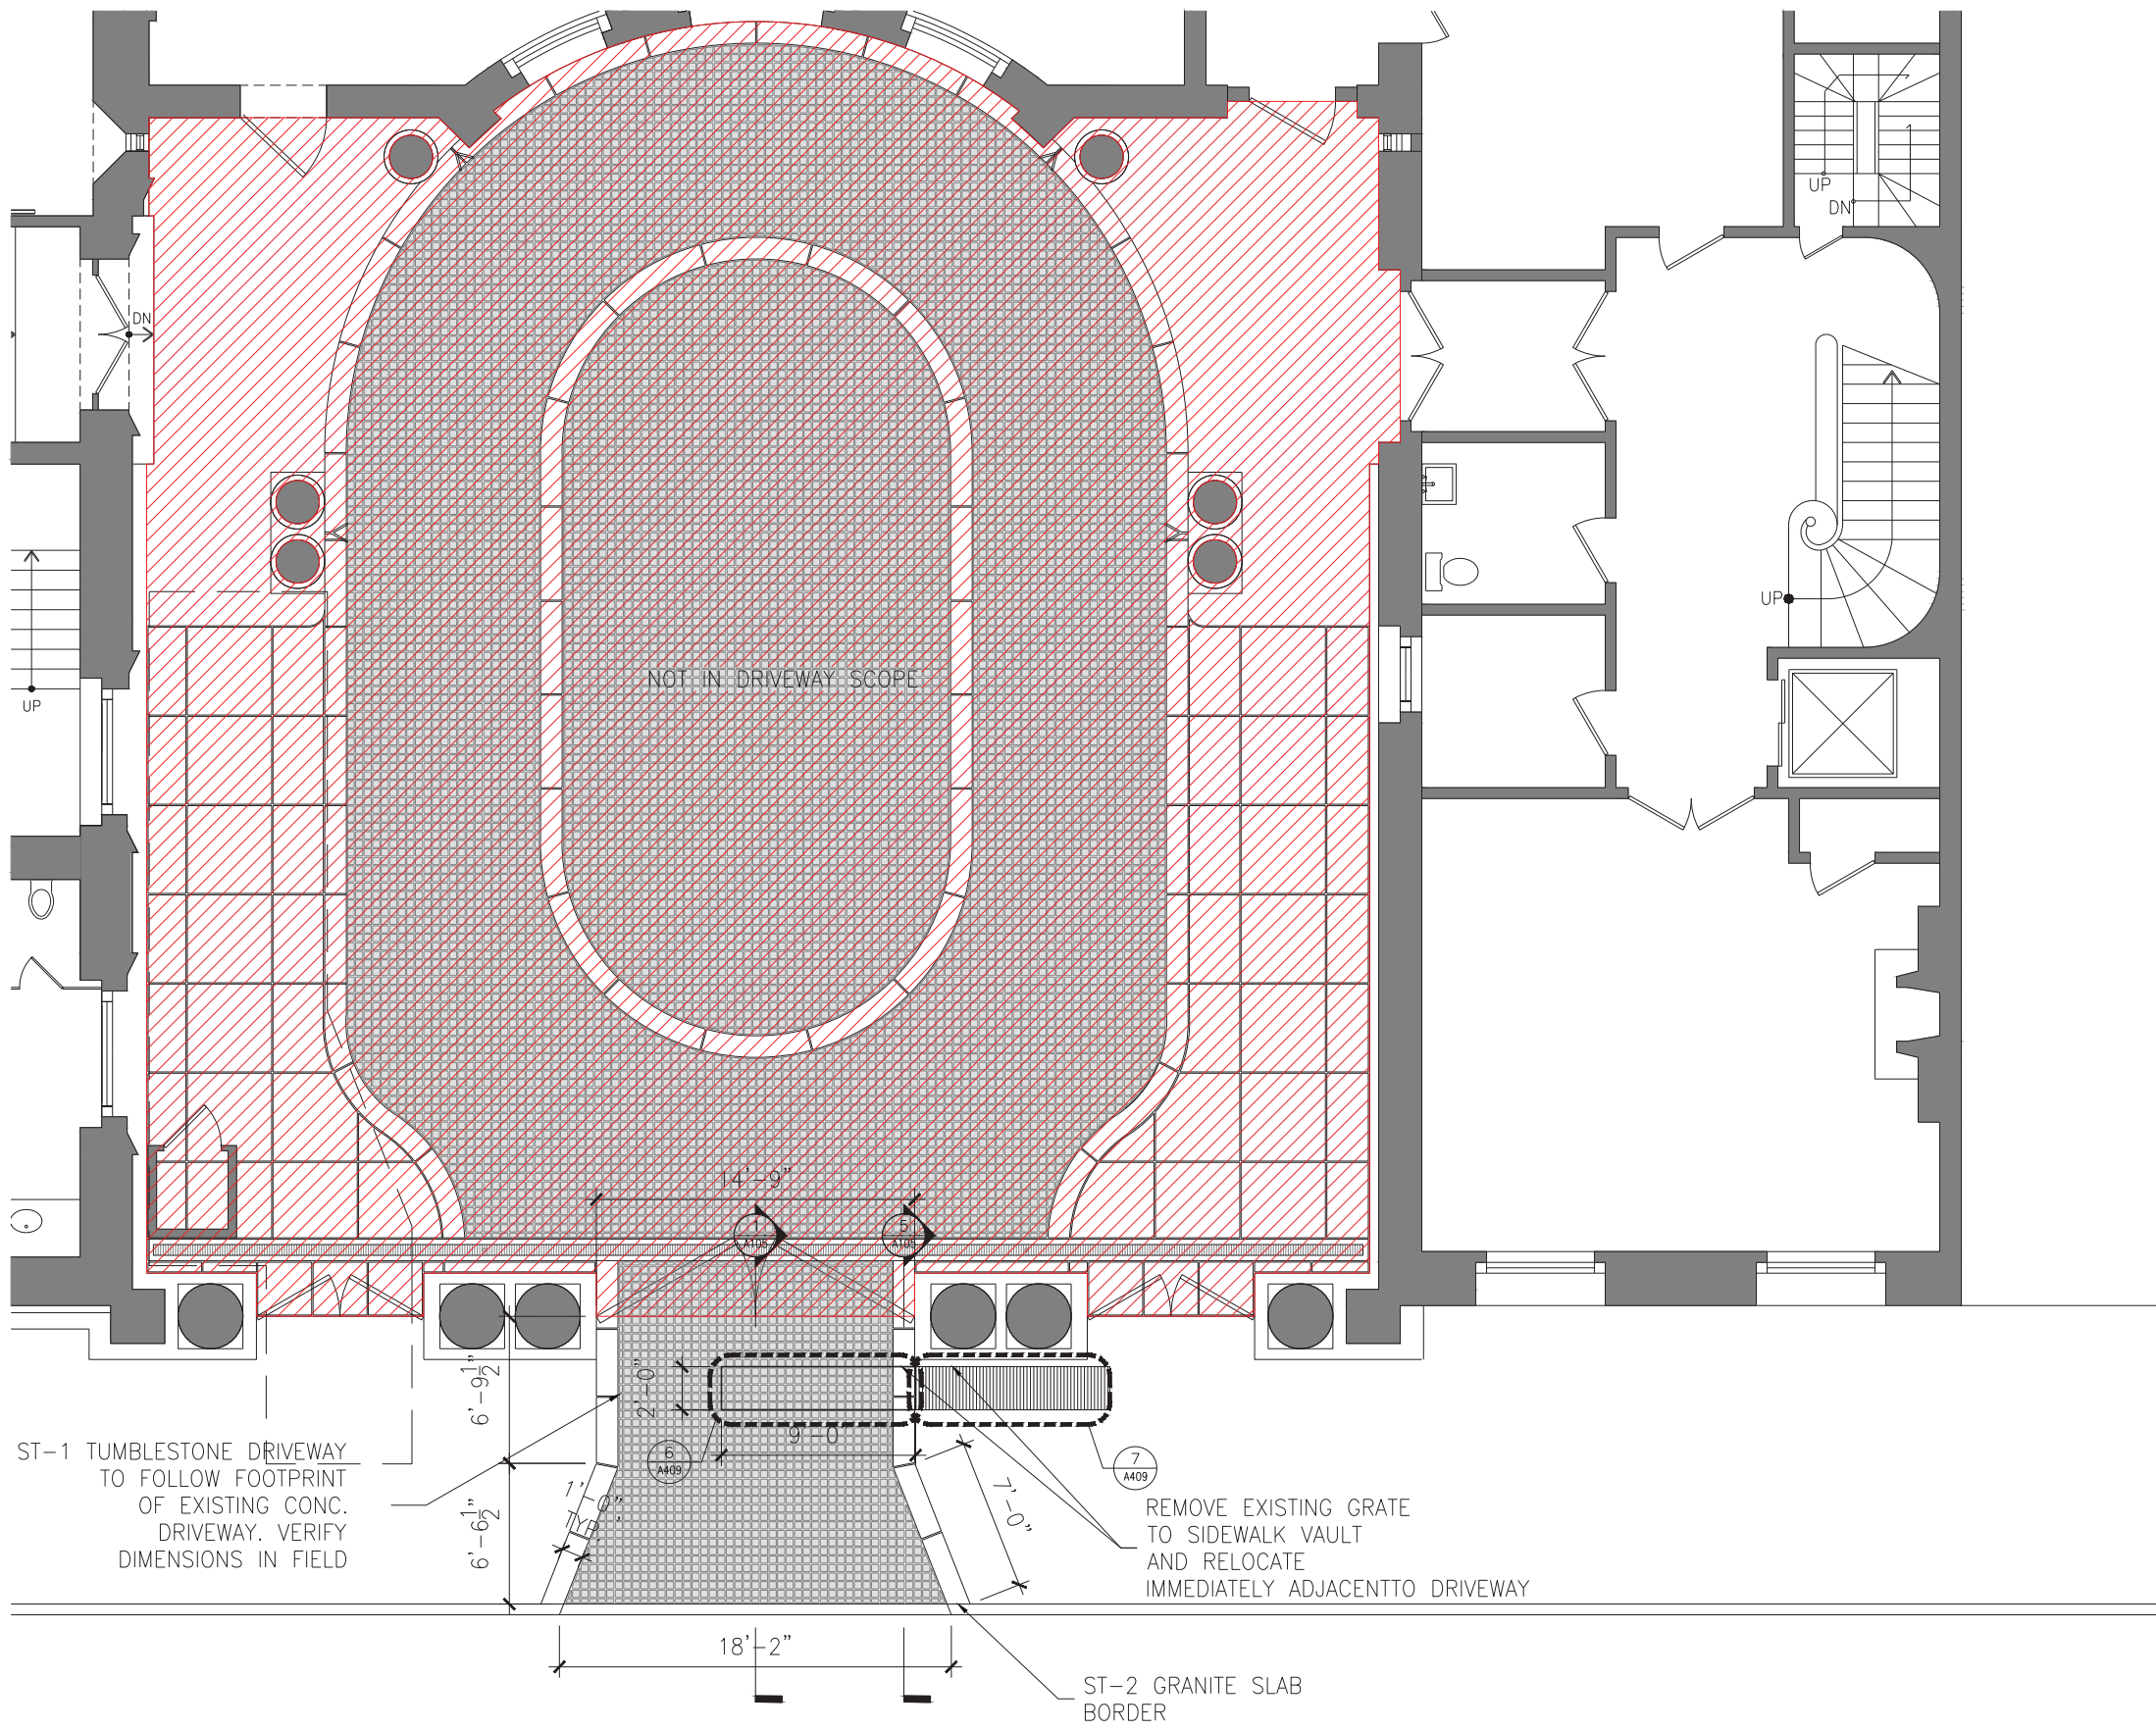 UP
DN
DN
UP
UP
NOT IN DRIVEWAY SCOPE
14'-9"
1
A105
5
A105
6'-9 1/2"
2'-0"
9'-0"
6
A409
7
A409
ST-1 TUMBLESTONE DRIVEWAY
TO FOLLOW FOOTPRINT
OF EXISTING CONC.
DRIVEWAY. VERIFY
DIMENSIONS IN FIELD
1'-0"
TYP.
7'-0"
6'-6 1/2"
REMOVE EXISTING GRATE
TO SIDEWALK VAULT
AND RELOCATE
IMMEDIATELY ADJACENTTO DRIVEWAY
18'-2"
ST-2 GRANITE SLAB
BORDER